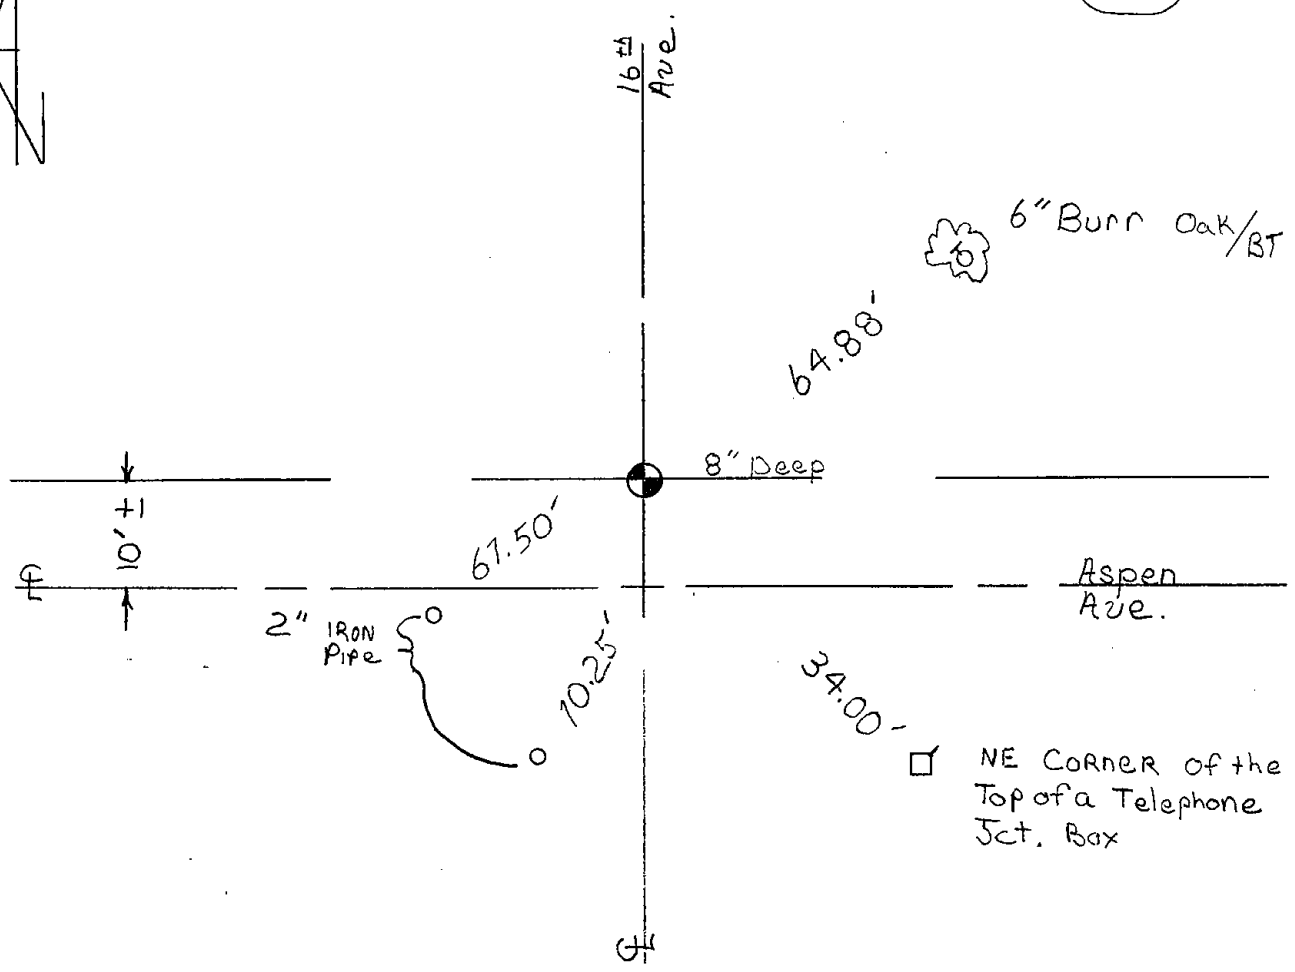 N
16th
Ave.
6" Burr Oak/BT
64.88'
8" Deep
10' +1
67.50'
℄
Aspen
Ave.
2" IRON
Pipe
10.25'
34.00'
NE CORNER of the
Top of a Telephone
Jct. Box
℄